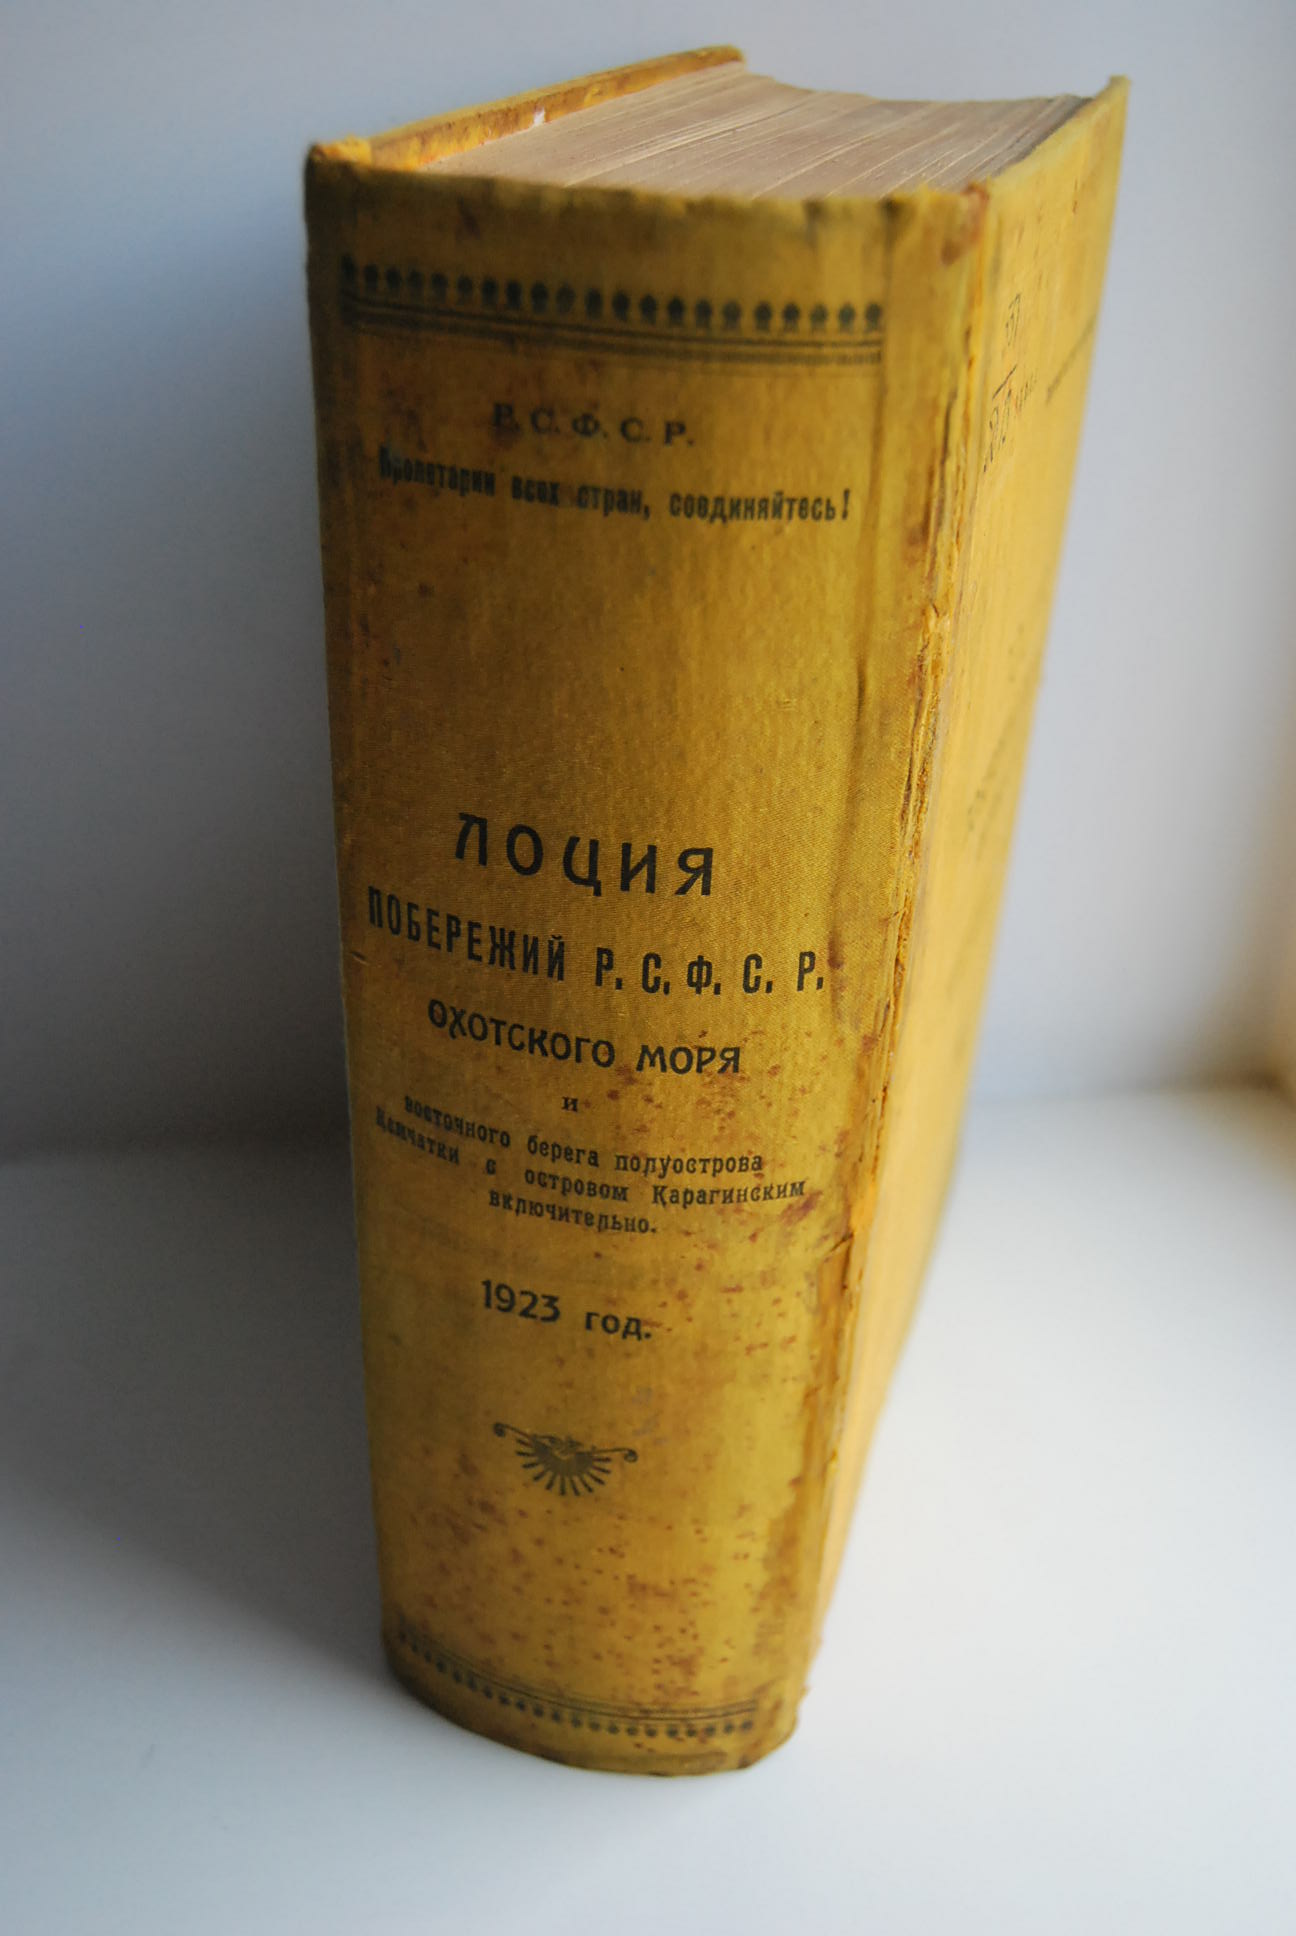 Р. С. Ф. С. Р.
Пролетарии всех стран, соединяйтесь!
ЛОЦИЯ
ПОБЕРЕЖИЙ Р. С. Ф. С. Р.
ОХОТСКОГО МОРЯ
и
восточного берега полуострова
Камчатки с островом Карагинским
включительно.
1923 год.